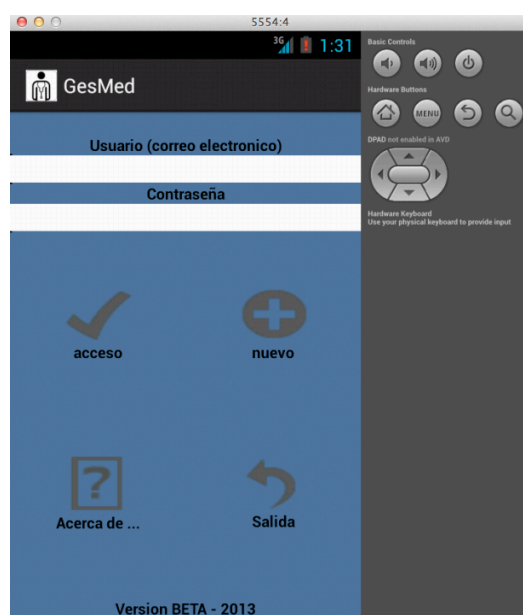 5554:4
3G 1:31
GesMed
Usuario (correo electronico)
Contraseña
acceso
nuevo
Acerca de ...
Salida
Version BETA - 2013
Basic Controls
Hardware Buttons
MENU
DPAD not enabled in AVD
Hardware Keyboard
Use your physical keyboard to provide input